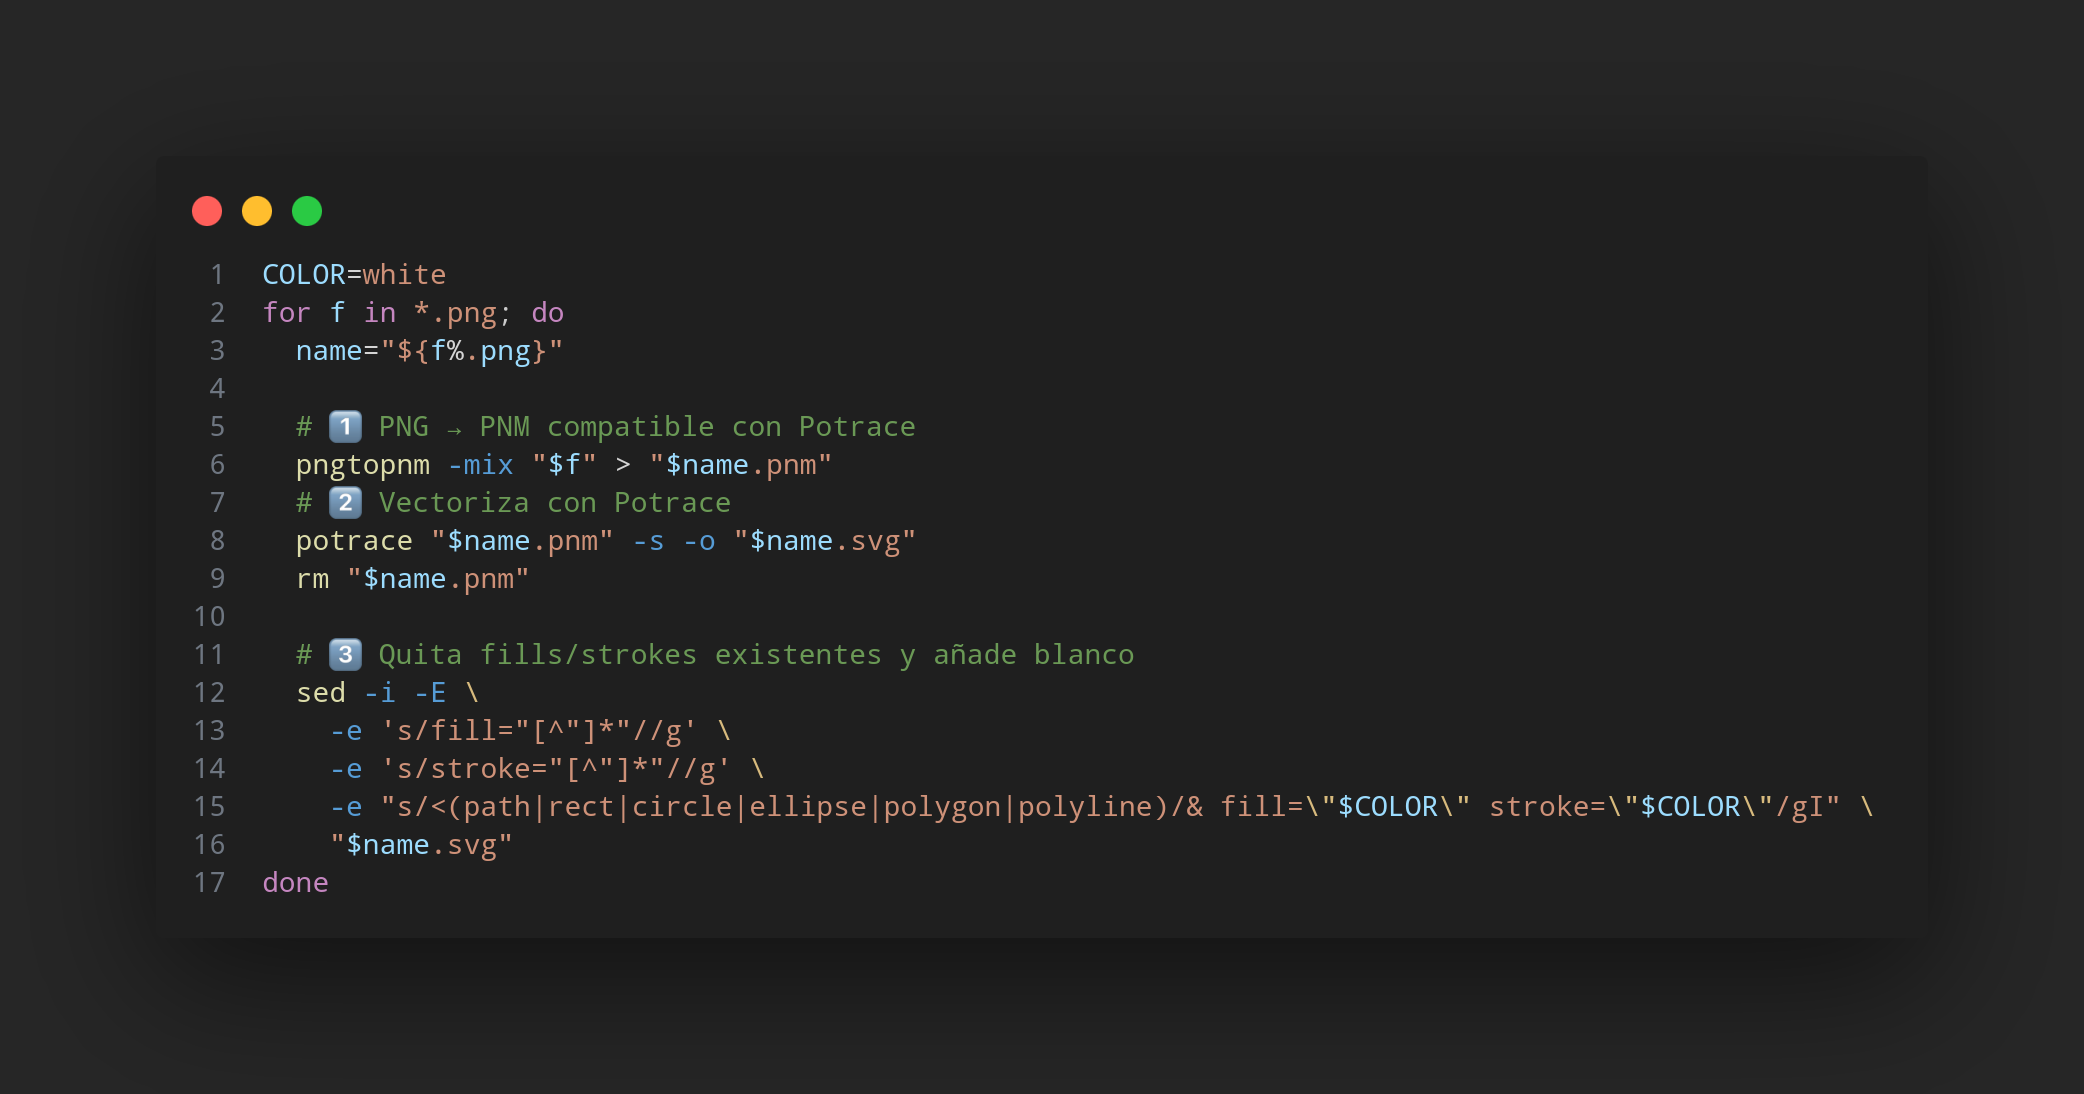 1 COLOR=white
2 for f in *.png; do
3   name="${f%.png}"
4
5   # 1️⃣ PNG → PNM compatible con Potrace
6   pngtopnm -mix "$f" > "$name.pnm"
7   # 2️⃣ Vectoriza con Potrace
8   potrace "$name.pnm" -s -o "$name.svg"
9   rm "$name.pnm"
10
11   # 3️⃣ Quita fills/strokes existentes y añade blanco
12   sed -i -E \
13     -e 's/fill="[^"]*"//g' \
14     -e 's/stroke="[^"]*"//g' \
15     -e "s/<(path|rect|circle|ellipse|polygon|polyline)/& fill=\"$COLOR\" stroke=\"$COLOR\"/gI" \
16     "$name.svg"
17 done